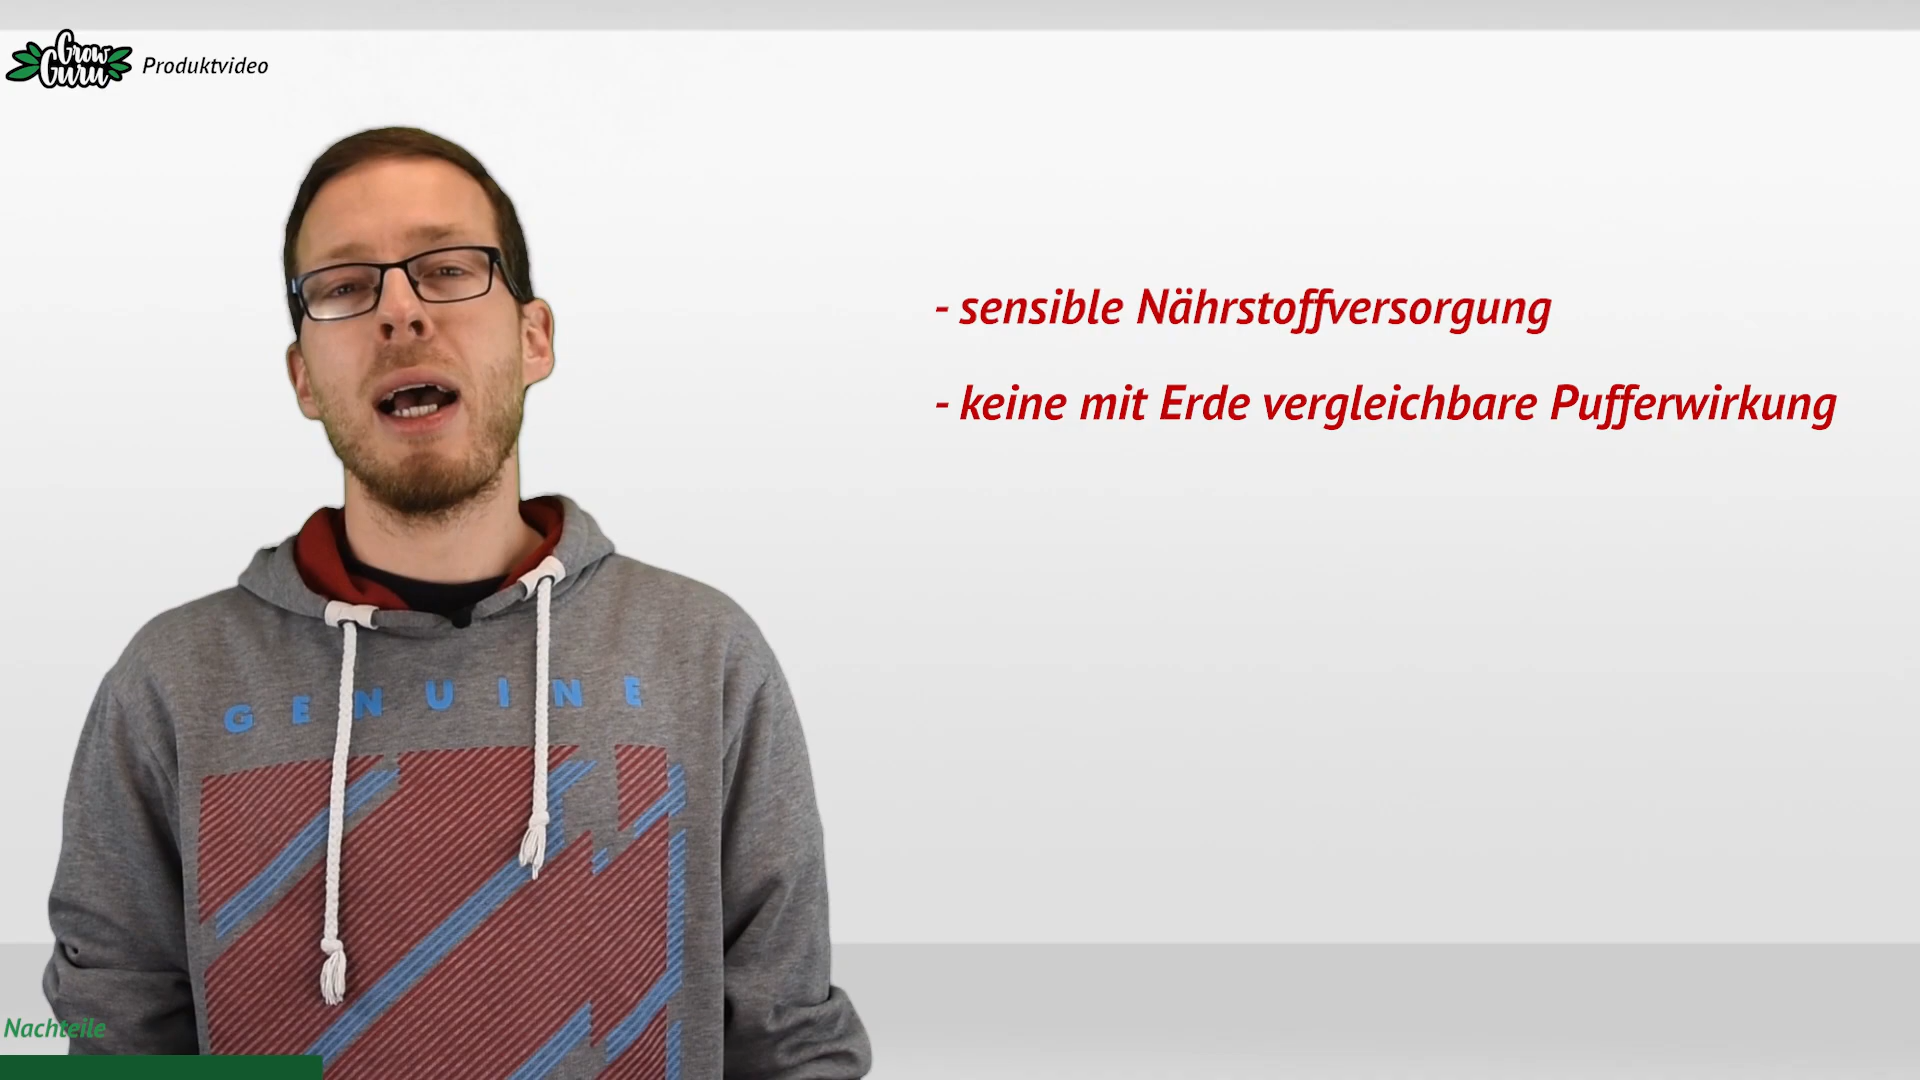 Grow
Guru
Produktvideo
- sensible Nährstoffversorgung
- keine mit Erde vergleichbare Pufferwirkung
GENUINE
Nachteile